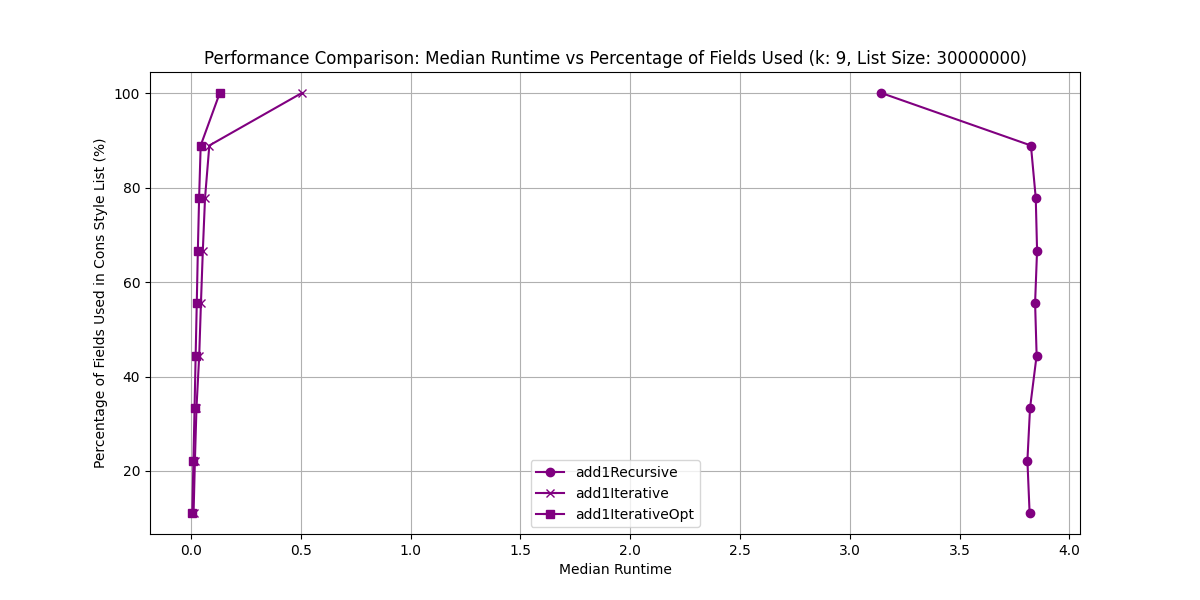 Performance Comparison: Median Runtime vs Percentage of Fields Used (k: 9, List Size: 30000000)
Percentage of Fields Used in Cons Style List (%)
100
80
60
40
20
add1Recursive
add1Iterative
add1IterativeOpt
0.0 0.5 1.0 1.5 2.0 2.5 3.0 3.5 4.0
Median Runtime